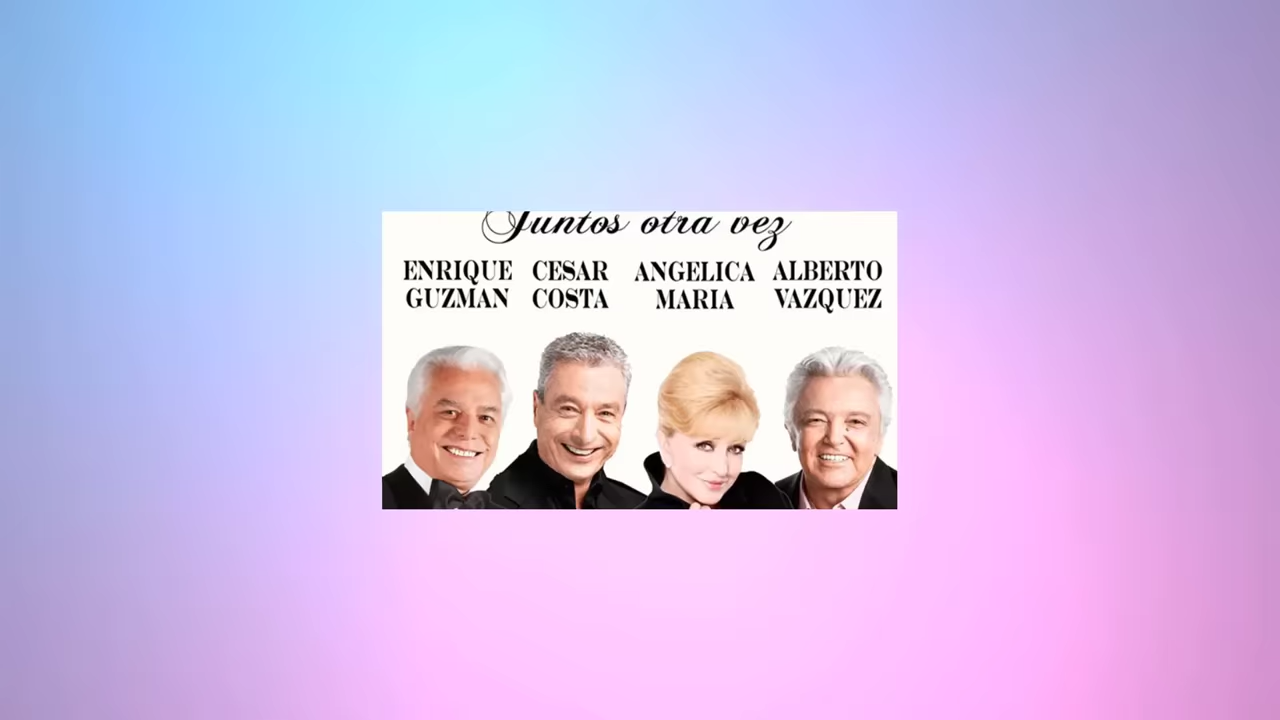 Juntos otra vez
ENRIQUE CESAR ANGELICA ALBERTO
GUZMAN COSTA MARIA VAZQUEZ